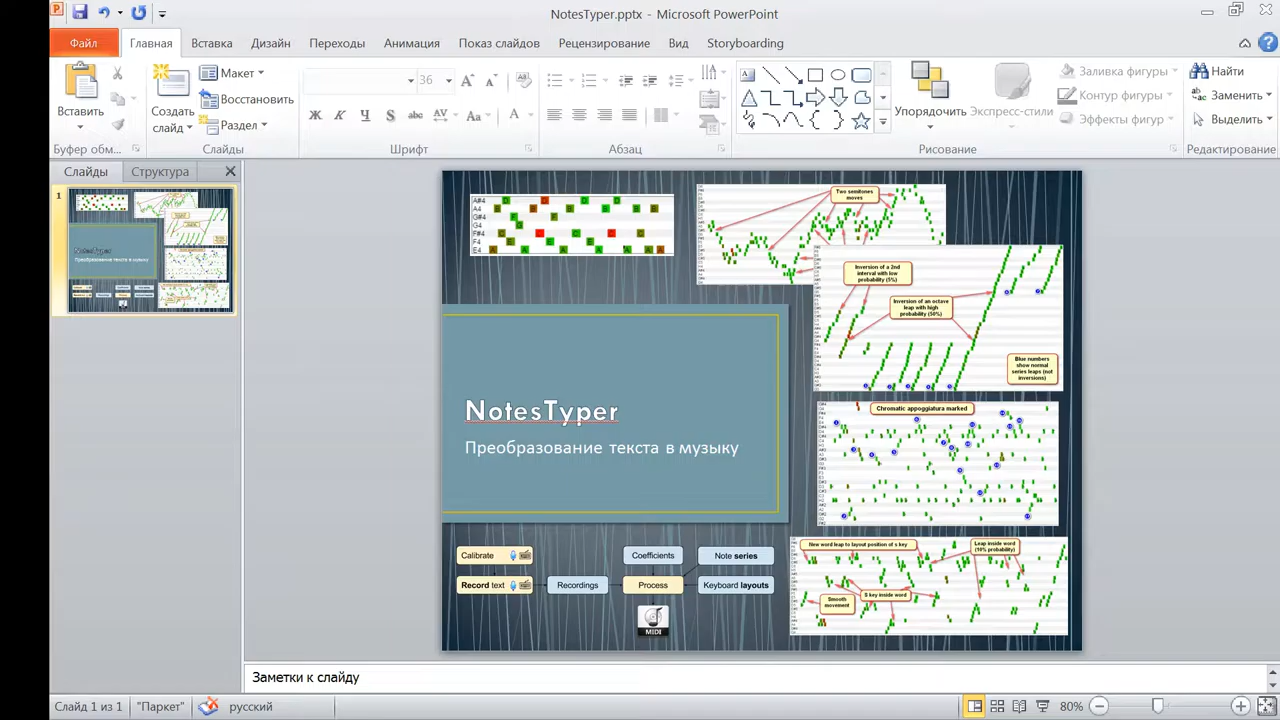 NotesTyper.pptx - Microsoft PowerPoint
Файл Главная Вставка Дизайн Переходы Анимация Показ слайдов Рецензирование Вид Storyboarding
Вставить
Буфер обм...
Создать слайд
Макет
Восстановить
Раздел
Слайды
36
Ж К Ч S abc AV Aa А
Шрифт
Абзац
Упорядочить
Экспресс-стили
Заливка фигуры
Контур фигуры
Эффекты фигур
Рисование
Найти
Заменить
Выделить
Редактирование
Слайды Структура
1
A#4
G#4
F#4
F4
Two semitones
moves
Inversion of a 2nd
interval with low
probability (5%)
Inversion of an octave
leap with high
probability (50%)
Blue numbers
show normal
series leaps (not
inversions)
NotesTyper
Преобразование текста в музыку
Chromatic appoggiatura marked
New word leap to layout position of s key
Leap inside word
(10% probability)
S key inside word
Smooth
movement
Calibrate
Coefficients
Note series
Record text
Recordings
Process
Keyboard layouts
MIDI
Заметки к слайду
Слайд 1 из 1 "Паркет" русс 80%